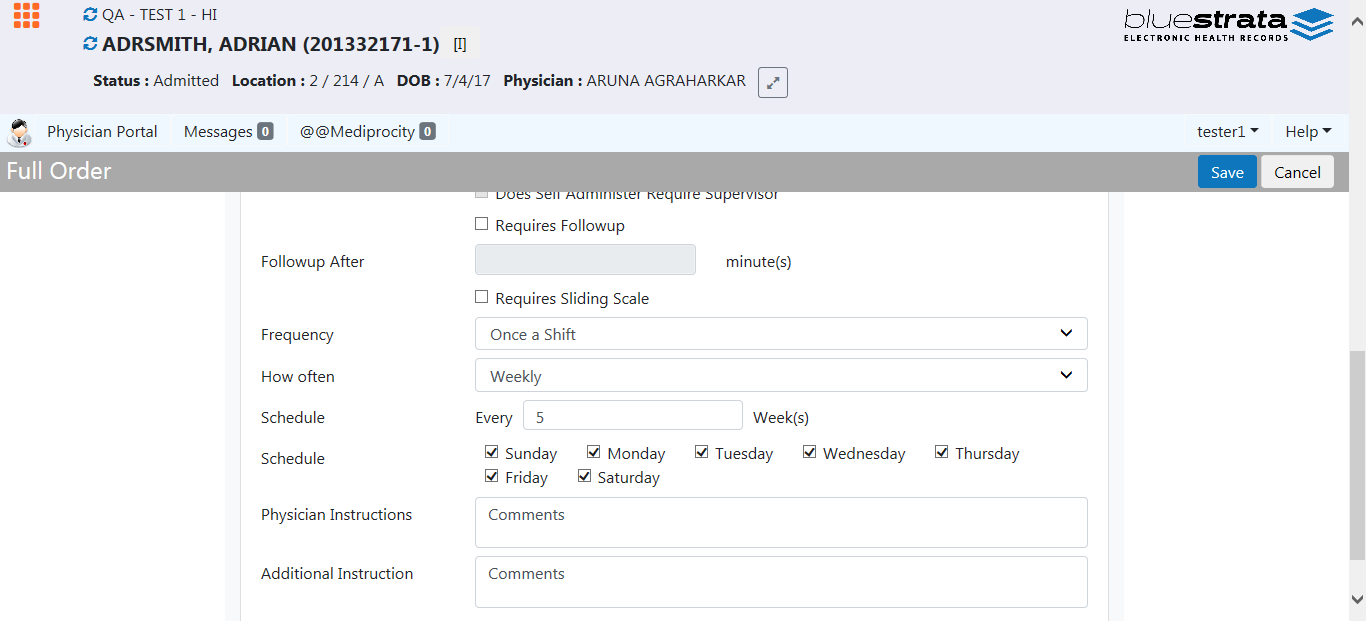 QA - TEST 1 - HI
bluestrata
ELECTRONIC HEALTH RECORDS
ADRSMITH, ADRIAN (201332171-1) [I]
Status : Admitted Location : 2 / 214 / A DOB : 7/4/17 Physician : ARUNA AGRAHARKAR
Physician Portal Messages 0 @@Mediprocity 0 tester1 Help
Full Order Save Cancel
Does Self Administer Require Supervisor
Requires Followup
Followup After minute(s)
Requires Sliding Scale
Frequency Once a Shift
How often Weekly
Schedule Every 5 Week(s)
Schedule Sunday Monday Tuesday Wednesday Thursday
Friday Saturday
Physician Instructions Comments
Additional Instruction Comments